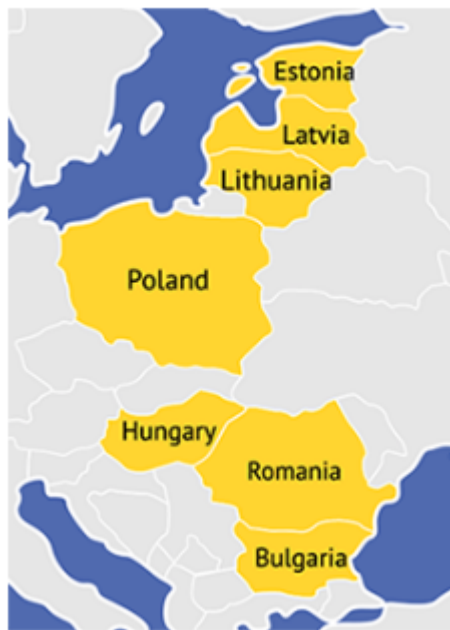 Estonia
Latvia
Lithuania
Poland
Hungary
Romania
Bulgaria